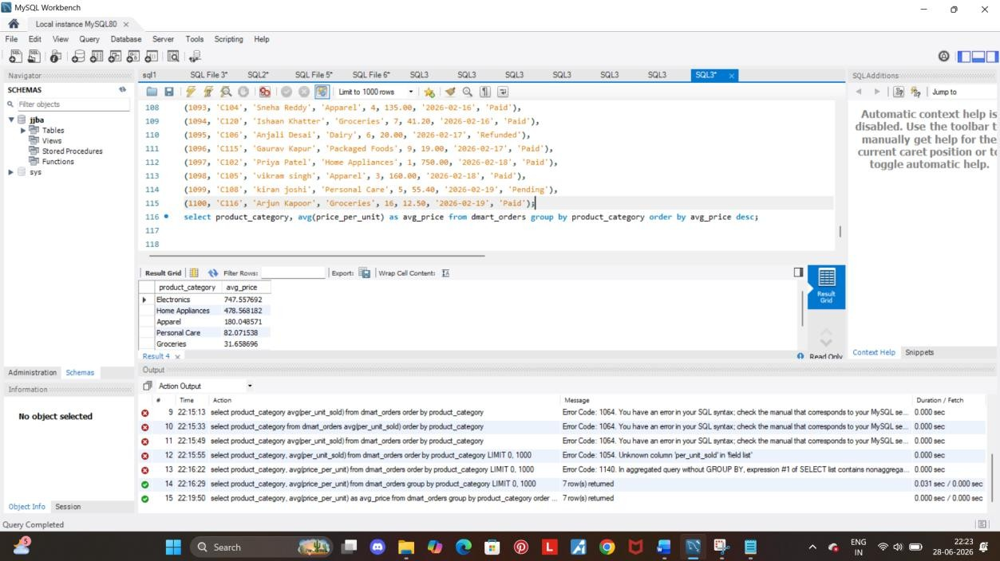 MySQL Workbench
Local instance MySQL80
File Edit View Query Database Server Tools Scripting Help
Navigator
SCHEMAS
Filter objects
jjba
Tables
Views
Stored Procedures
Functions
sys
Administration Schemas
Information
No object selected
Object Info Session
Query Completed
sql1 SQL File 3* SQL2* SQL File 5* SQL File 6* SQL3 SQL3 SQL3 SQL3 SQL3 SQL3 SQL3*
Limit to 1000 rows
108 (1093, 'C104', 'Sneha Reddy', 'Apparel', 4, 135.00, '2026-02-16', 'Paid'),
109 (1094, 'C120', 'Ishaan Khatter', 'Groceries', 7, 41.20, '2026-02-16', 'Paid'),
110 (1095, 'C106', 'Anjali Desai', 'Dairy', 6, 20.00, '2026-02-17', 'Refunded'),
111 (1096, 'C115', 'Gaurav Kapur', 'Packaged Foods', 9, 19.00, '2026-02-17', 'Paid'),
112 (1097, 'C102', 'Priya Patel', 'Home Appliances', 1, 750.00, '2026-02-18', 'Paid'),
113 (1098, 'C105', 'vikram singh', 'Apparel', 3, 160.00, '2026-02-18', 'Paid'),
114 (1099, 'C108', 'kiran joshi', 'Personal Care', 5, 55.40, '2026-02-19', 'Pending'),
115 (1100, 'C116', 'Arjun Kapoor', 'Groceries', 16, 12.50, '2026-02-19', 'Paid');
116 select product_category, avg(price_per_unit) as avg_price from dmart_orders group by product_category order by avg_price desc;
117
118
Result Grid Filter Rows: Export: Wrap Cell Content:
product_category avg_price
Electronics 747.557692
Home Appliances 478.568182
Apparel 180.048571
Personal Care 82.071538
Groceries 31.658696
Result Grid
Result 4 Read Only
SQLAdditions
Jump to
Automatic context help is
disabled. Use the toolbar t
manually get help for the
current caret position or to
toggle automatic help.
Context Help Snippets
Output
Action Output
# Time Action Message Duration / Fetch
9 22:15:13 select product_category avg(per_unit_sold) from dmart_orders order by product_category Error Code: 1064. You have an error in your SQL syntax; check the manual that corresponds to your MySQL se... 0.000 sec
10 22:15:33 select product_category from dmart_orders avg(per_unit_sold) order by product_category Error Code: 1064. You have an error in your SQL syntax; check the manual that corresponds to your MySQL se... 0.000 sec
11 22:15:49 select product_category avg(per_unit_sold) from dmart_orders order by product_category Error Code: 1064. You have an error in your SQL syntax; check the manual that corresponds to your MySQL se... 0.000 sec
12 22:15:55 select product_category, avg(per_unit_sold) from dmart_orders order by product_category LIMIT 0, 1000 Error Code: 1054. Unknown column 'per_unit_sold' in 'field list' 0.000 sec
13 22:16:22 select product_category, avg(price_per_unit) from dmart_orders order by product_category LIMIT 0, 1000 Error Code: 1140. In aggregated query without GROUP BY, expression #1 of SELECT list contains nonaggrega... 0.000 sec
14 22:16:29 select product_category, avg(price_per_unit) from dmart_orders group by product_category LIMIT 0, 1000 7 row(s) returned 0.031 sec / 0.000 sec
15 22:19:50 select product_category, avg(price_per_unit) as avg_price from dmart_orders group by product_category order ... 7 row(s) returned 0.000 sec / 0.000 sec
5
Search
L
ENG
IN
22:23
28-06-2026